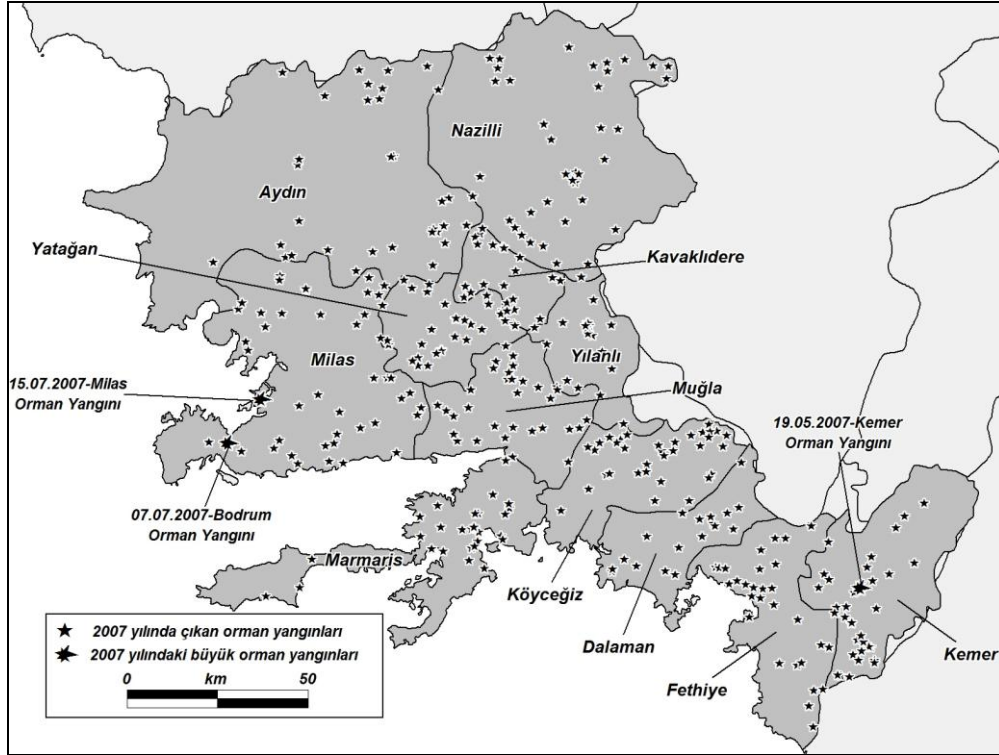 Nazilli
Aydın
Yatağan
Kavaklıdere
Milas
Yılanlı
15.07.2007-Milas
Orman Yangını
Muğla
19.05.2007-Kemer
Orman Yangını
07.07.2007-Bodrum
Orman Yangını
Marmaris
Köyceğiz
Dalaman
Kemer
Fethiye
2007 yılında çıkan orman yangınları
2007 yılındaki büyük orman yangınları
0 km 50